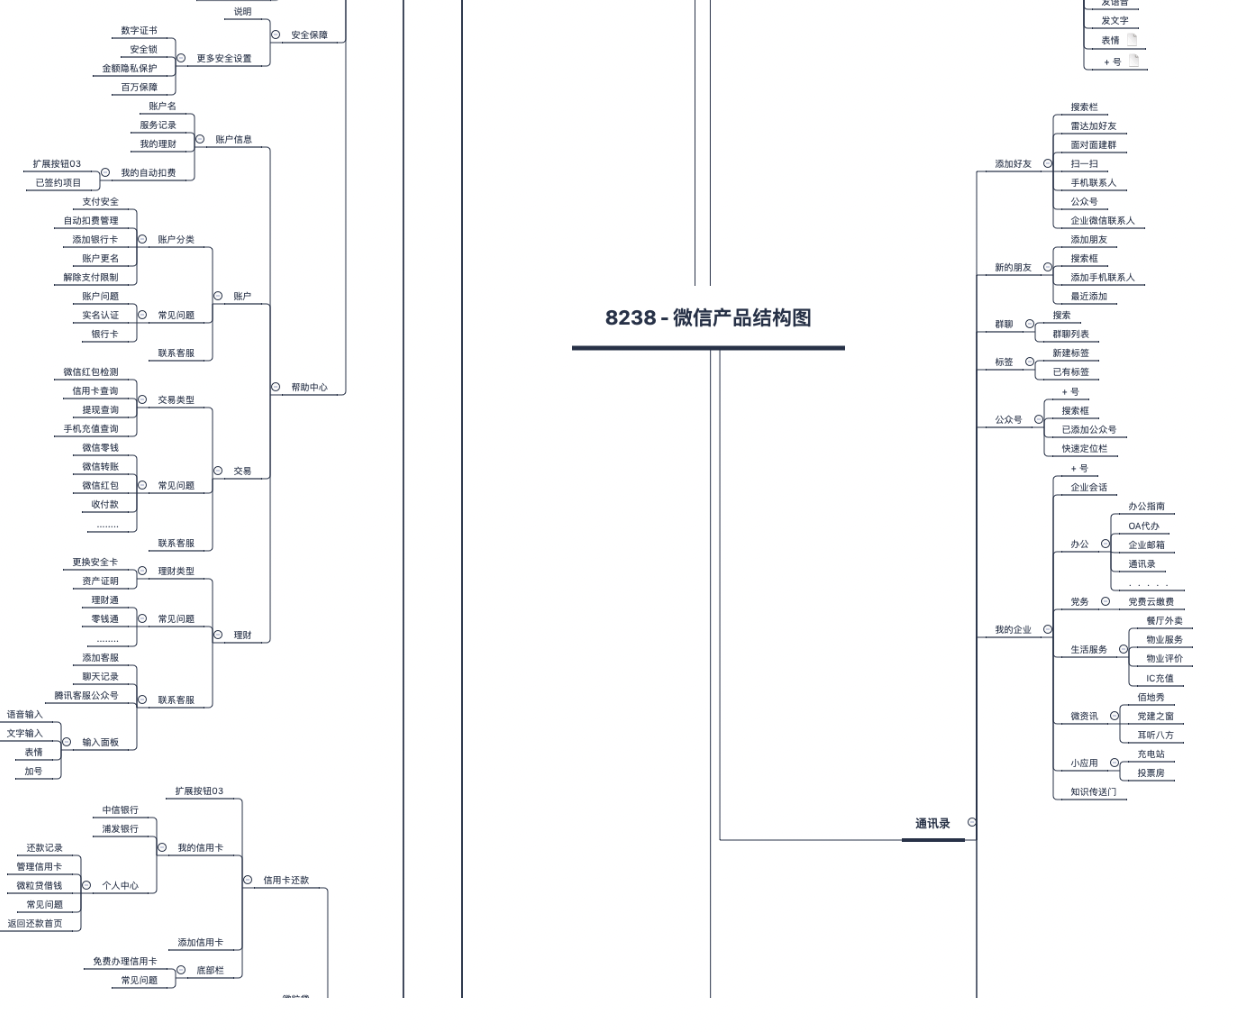 说明
安全保障
数字证书
安全锁
更多安全设置
金额隐私保护
百万保障
账户名
服务记录
账户信息
我的理财
扩展按钮03
我的自动扣费
已签约项目
支付安全
自动扣费管理
添加银行卡
账户分类
账户更名
解除支付限制
账户问题
账户
实名认证
常见问题
银行卡
联系客服
帮助中心
微信红包检测
信用卡查询
交易类型
提现查询
手机充值查询
微信零钱
微信转账
交易
微信红包
常见问题
收付款
........
联系客服
更换安全卡
理财类型
资产证明
理财通
零钱通
常见问题
理财
........
添加客服
聊天记录
腾讯客服公众号
联系客服
语音输入
文字输入
输入面板
表情
加号
扩展按钮03
中信银行
浦发银行
我的信用卡
还款记录
管理信用卡
微粒贷借钱
个人中心
信用卡还款
常见问题
返回还款首页
添加信用卡
免费办理信用卡
底部栏
常见问题
8238 - 微信产品结构图
发语音
发文字
表情
+ 号
搜索栏
雷达加好友
面对面建群
添加好友
扫一扫
手机联系人
公众号
企业微信联系人
添加朋友
搜索框
新的朋友
添加手机联系人
最近添加
搜索
群聊
群聊列表
新建标签
标签
已有标签
+ 号
搜索框
公众号
已添加公众号
快速定位栏
+ 号
企业会话
办公指南
OA代办
办公
企业邮箱
通讯录
. . . . .
党务
党费云缴费
我的企业
餐厅外卖
物业服务
生活服务
物业评价
IC充值
佰地秀
微资讯
党建之窗
耳听八方
充电站
小应用
投票房
知识传送门
通讯录